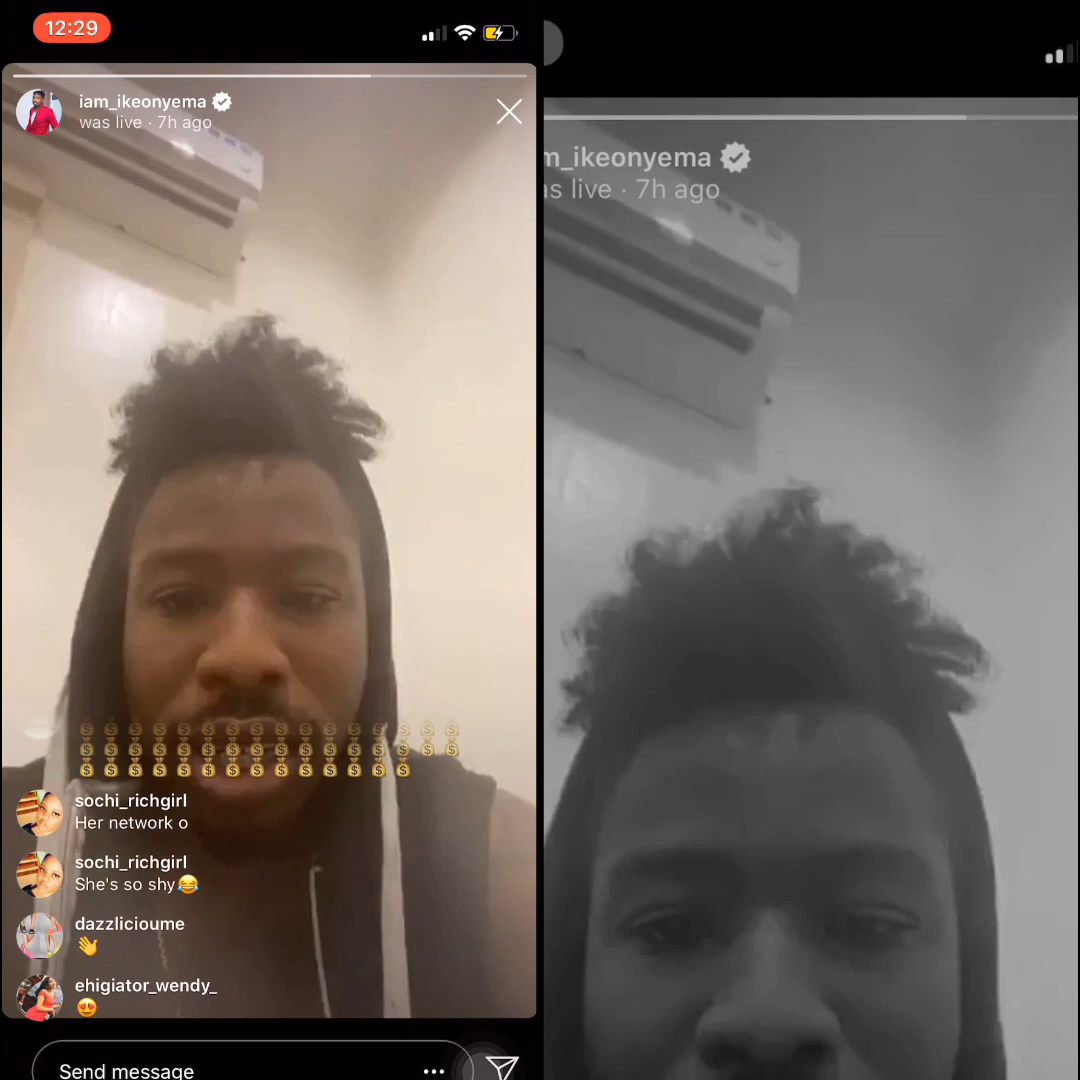 12:29
iam_ikeonyema
was live · 7h ago
sochi_richgirl
Her network o
sochi_richgirl
She's so shy😂
dazzlicioume
👋
ehigiator_wendy_
😍
Send message
m_ikeonyema
as live · 7h ago